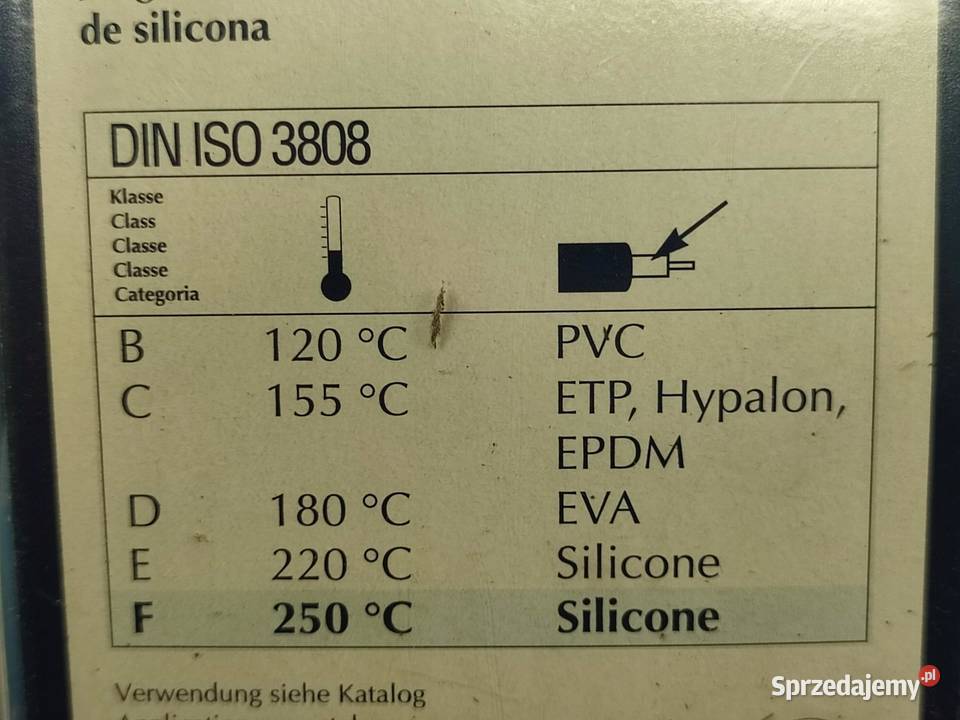 de silicona
DIN ISO 3808
Klasse
Class
Classe
Classe
Categoria
B 120 °C PVC
C 155 °C ETP, Hypalon,
EPDM
D 180 °C EVA
E 220 °C Silicone
F 250 °C Silicone
Verwendung siehe Katalog
Sprzedajemy.pl